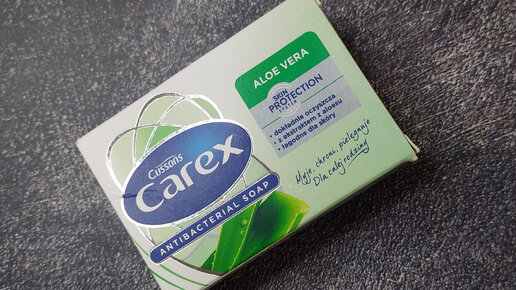 Cussons
Carex
ANTIBACTERIAL SOAP
ALOE VERA
SKIN
PROTECTION
SYSTEM
• dokładnie oczyszcza
• z ekstraktem z aloesu
• łagodne dla skóry
Myje, chroni, pielęgnuje
Dla całej rodziny